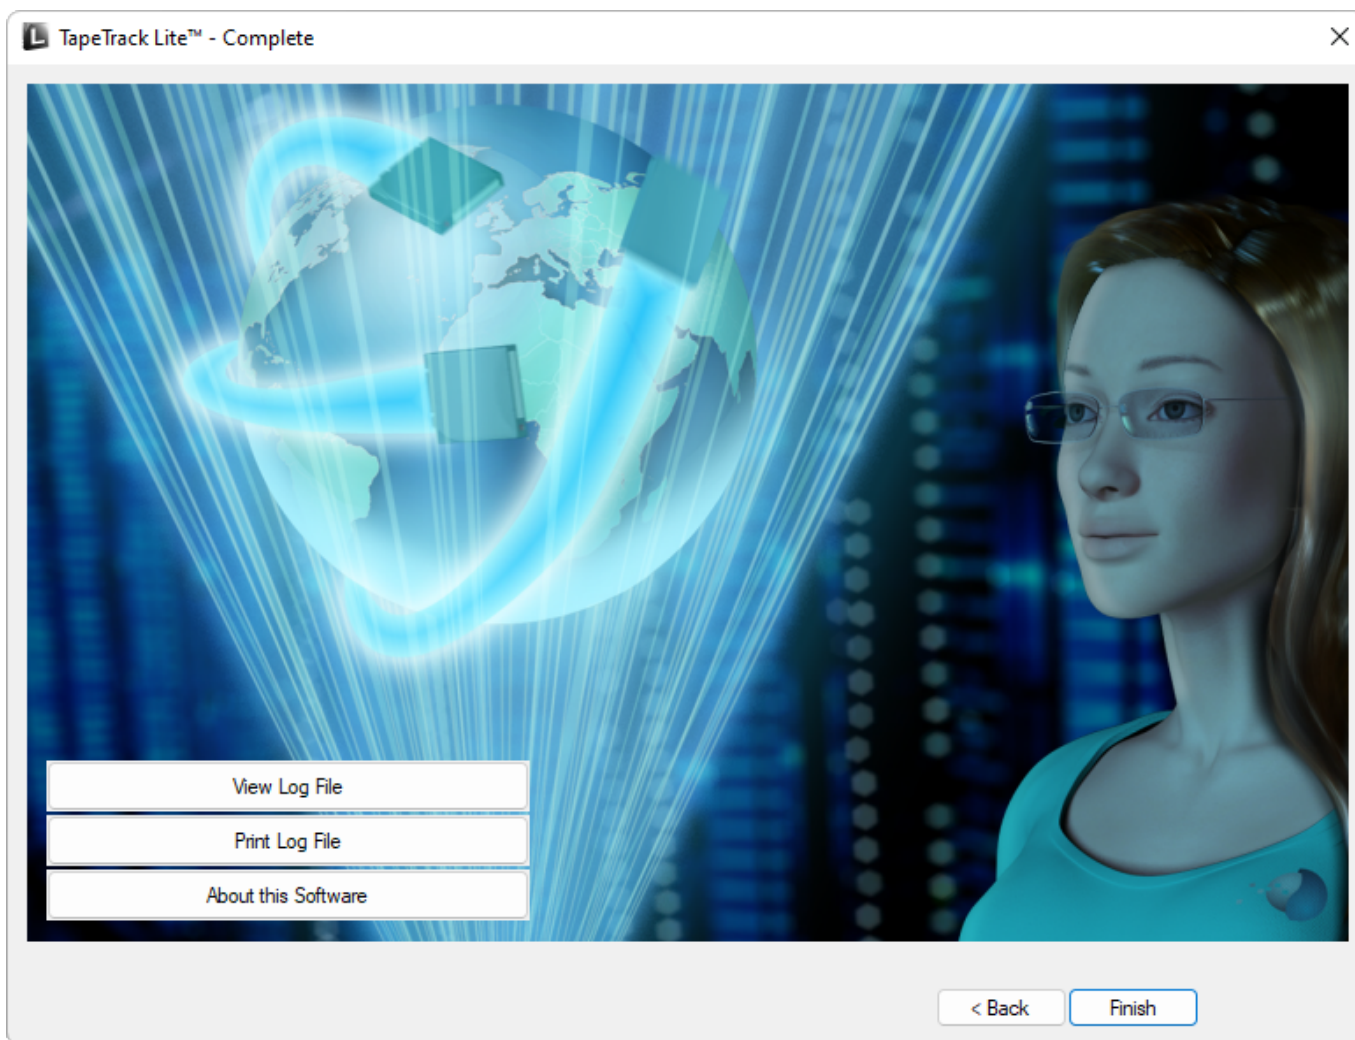 TapeTrack Lite™ - Complete
View Log File
Print Log File
About this Software
< Back
Finish